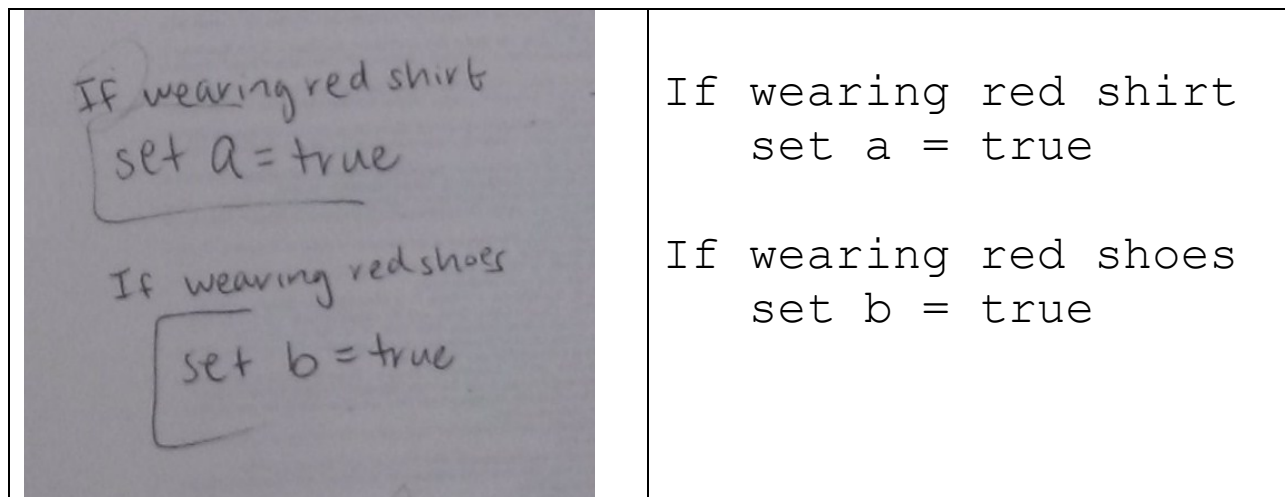 If wearing red shirt
set a = true
If wearing red shoes
set b = true
If wearing red shirt
set a = true
If wearing red shoes
set b = true